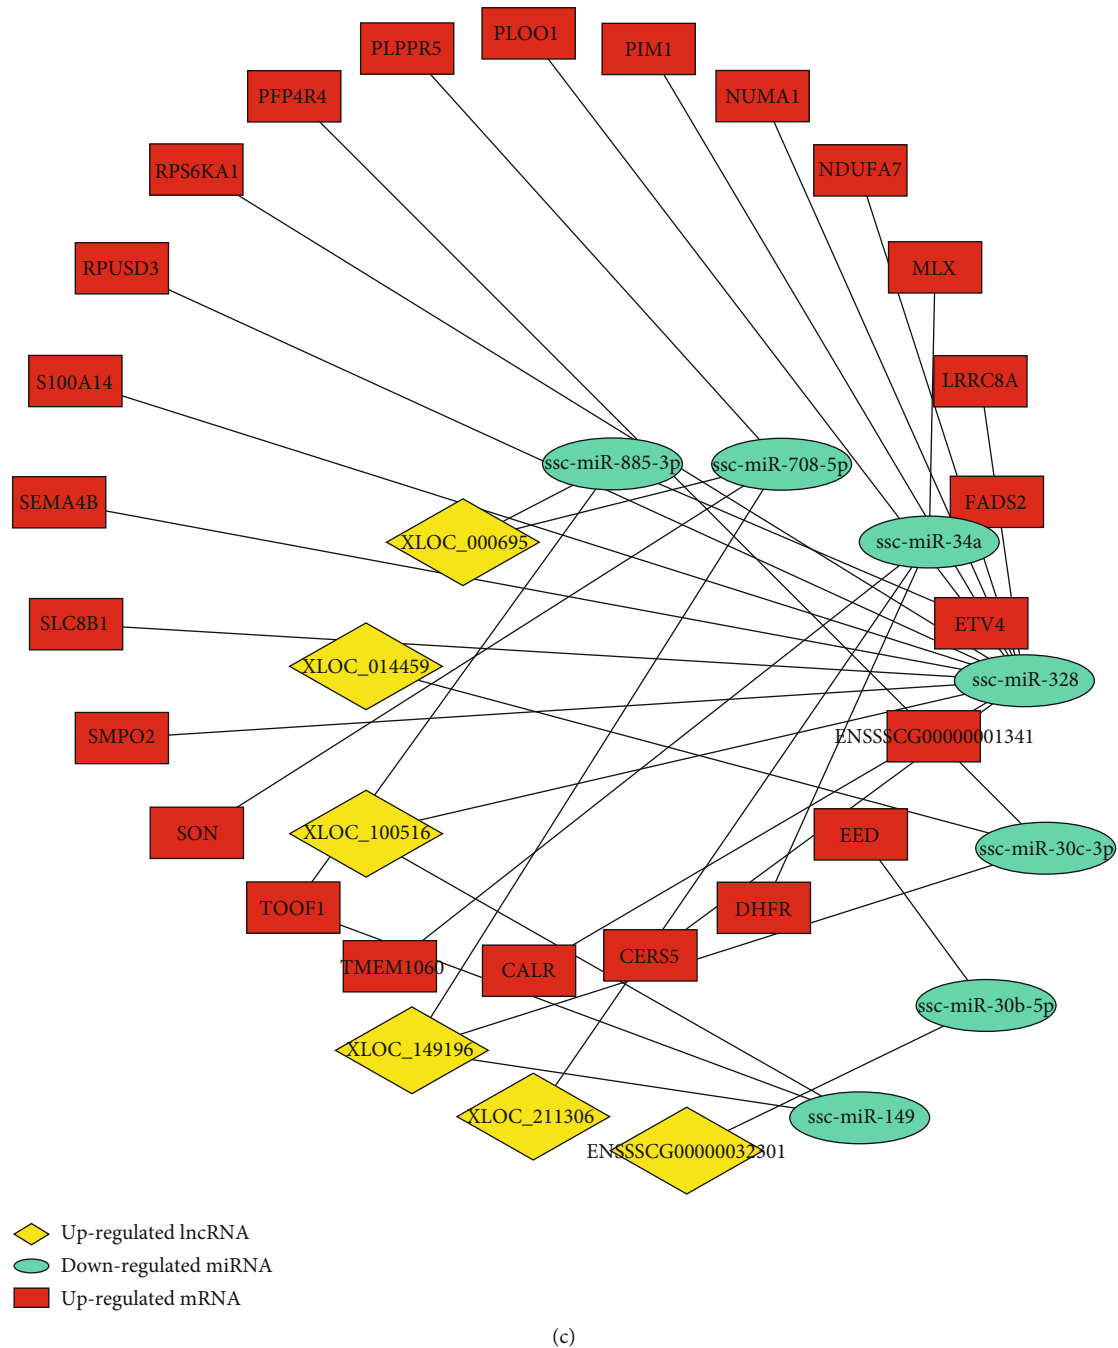 PLOO1
PLPPR5
PIM1
PFP4R4
NUMA1
RPS6KA1
NDUFA7
RPUSD3
MLX
S100A14
LRRC8A
ssc-miR-885-3p
ssc-miR-708-5p
SEMA4B
FADS2
XLOC_000695
ssc-miR-34a
SLC8B1
ETV4
XLOC_014459
ssc-miR-328
SMPO2
ENSSSCG00000001341
SON
XLOC_100516
EED
ssc-miR-30c-3p
TOOF1
DHFR
TMEM1060
CALR
CERS5
ssc-miR-30b-5p
XLOC_149196
XLOC_211306
ssc-miR-149
ENSSSCG00000032301
Up-regulated lncRNA
Down-regulated miRNA
Up-regulated mRNA
(c)